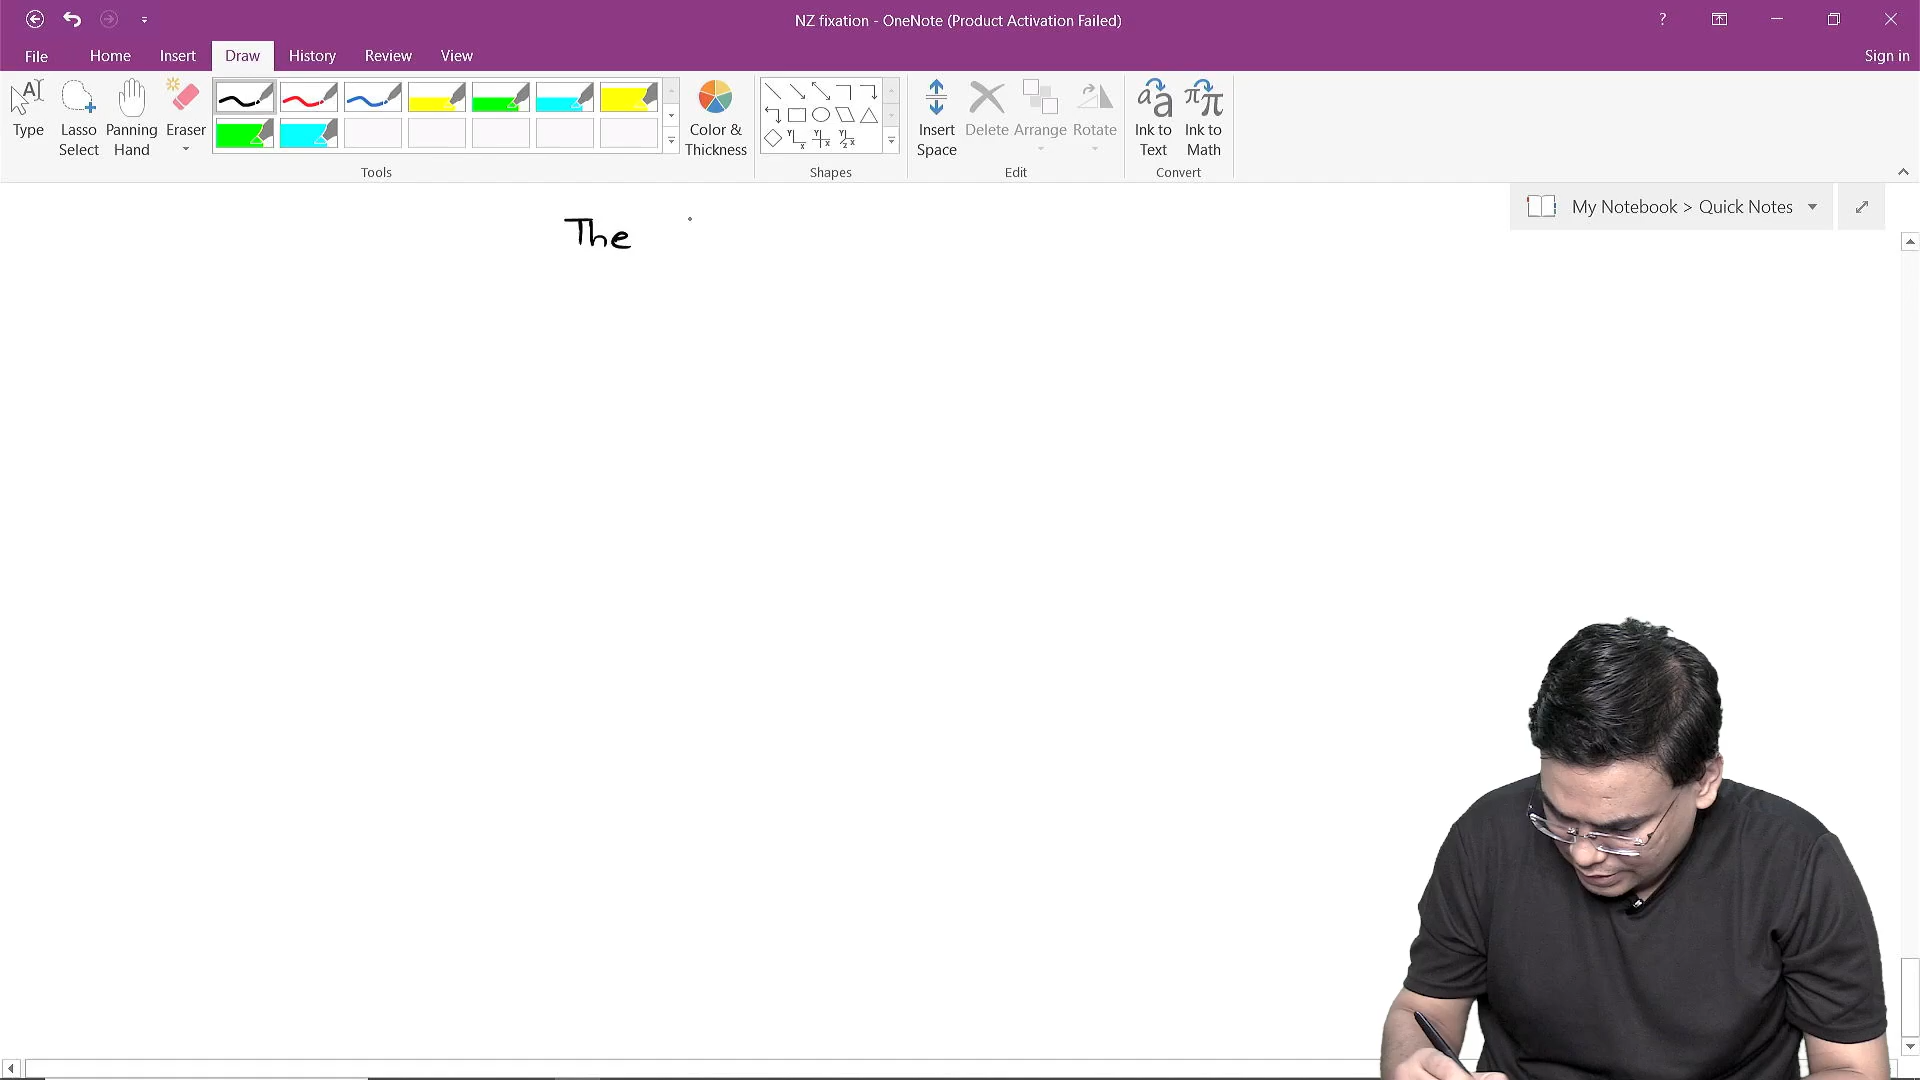 NZ fixation - OneNote (Product Activation Failed)
?
File Home Insert Draw History Review View
Sign in
Type
Lasso Select
Panning Hand
Eraser
Color & Thickness
Insert Space
Delete
Arrange
Rotate
Ink to Text
Ink to Math
Tools
Shapes
Edit
Convert
My Notebook > Quick Notes
The